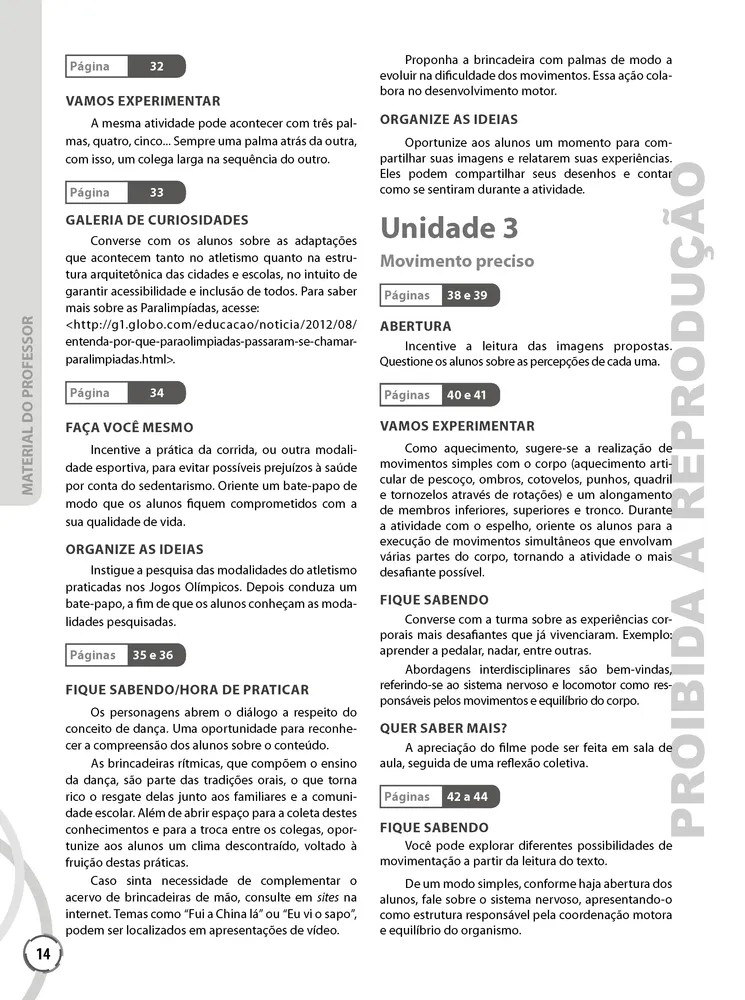 Página 32
VAMOS EXPERIMENTAR
A mesma atividade pode acontecer com três pal-
mas, quatro, cinco... Sempre uma palma atrás da outra,
com isso, um colega larga na sequência do outro.
Página 33
GALERIA DE CURIOSIDADES
Converse com os alunos sobre as adaptações
que acontecem tanto no atletismo quanto na estru-
tura arquitetônica das cidades e escolas, no intuito de
garantir acessibilidade e inclusão de todos. Para saber
mais sobre as Paralimpíadas, acesse:
<http://g1.globo.com/educacao/noticia/2012/08/
entenda-por-que-paraolimpiadas-passaram-se-chamar-
paralimpiadas.html>.
Página 34
FAÇA VOCÊ MESMO
Incentive a prática da corrida, ou outra modali-
dade esportiva, para evitar possíveis prejuízos à saúde
por conta do sedentarismo. Oriente um bate-papo de
modo que os alunos fiquem comprometidos com a
sua qualidade de vida.
ORGANIZE AS IDEIAS
Instigue a pesquisa das modalidades do atletismo
praticadas nos Jogos Olímpicos. Depois conduza um
bate-papo, a fim de que os alunos conheçam as moda-
lidades pesquisadas.
Páginas 35 e 36
FIQUE SABENDO/HORA DE PRATICAR
Os personagens abrem o diálogo a respeito do
conceito de dança. Uma oportunidade para reconhe-
cer a compreensão dos alunos sobre o conteúdo.
As brincadeiras rítmicas, que compõem o ensino
da dança, são parte das tradições orais, o que torna
rico o resgate delas junto aos familiares e a comuni-
dade escolar. Além de abrir espaço para a coleta destes
conhecimentos e para a troca entre os colegas, opor-
tunize aos alunos um clima descontraído, voltado à
fruição destas práticas.
Caso sinta necessidade de complementar o
acervo de brincadeiras de mão, consulte em sites na
internet. Temas como “Fui a China lá” ou “Eu vi o sapo”,
podem ser localizados em apresentações de vídeo.
Proponha a brincadeira com palmas de modo a
evoluir na dificuldade dos movimentos. Essa ação cola-
bora no desenvolvimento motor.
ORGANIZE AS IDEIAS
Oportunize aos alunos um momento para com-
partilhar suas imagens e relatarem suas experiências.
Eles podem compartilhar seus desenhos e contar
como se sentiram durante a atividade.
Unidade 3
Movimento preciso
Páginas 38 e 39
ABERTURA
Incentive a leitura das imagens propostas.
Questione os alunos sobre as percepções de cada uma.
Páginas 40 e 41
VAMOS EXPERIMENTAR
Como aquecimento, sugere-se a realização de
movimentos simples com o corpo (aquecimento arti-
cular de pescoço, ombros, cotovelos, punhos, quadril
e tornozelos através de rotações) e um alongamento
de membros inferiores, superiores e tronco. Durante
a atividade com o espelho, oriente os alunos para a
execução de movimentos simultâneos que envolvam
várias partes do corpo, tornando a atividade o mais
desafiante possível.
FIQUE SABENDO
Converse com a turma sobre as experiências cor-
porais mais desafiantes que já vivenciaram. Exemplo:
aprender a pedalar, nadar, entre outras.
Abordagens interdisciplinares são bem-vindas,
referindo-se ao sistema nervoso e locomotor como res-
ponsáveis pelos movimentos e equilíbrio do corpo.
QUER SABER MAIS?
A apreciação do filme pode ser feita em sala de
aula, seguida de uma reflexão coletiva.
Páginas 42 a 44
FIQUE SABENDO
Você pode explorar diferentes possibilidades de
movimentação a partir da leitura do texto.
De um modo simples, conforme haja abertura dos
alunos, fale sobre o sistema nervoso, apresentando-o
como estrutura responsável pela coordenação motora
e equilíbrio do organismo.
MATERIAL DO PROFESSOR
PROIBIDA A REPRODUÇÃO
14